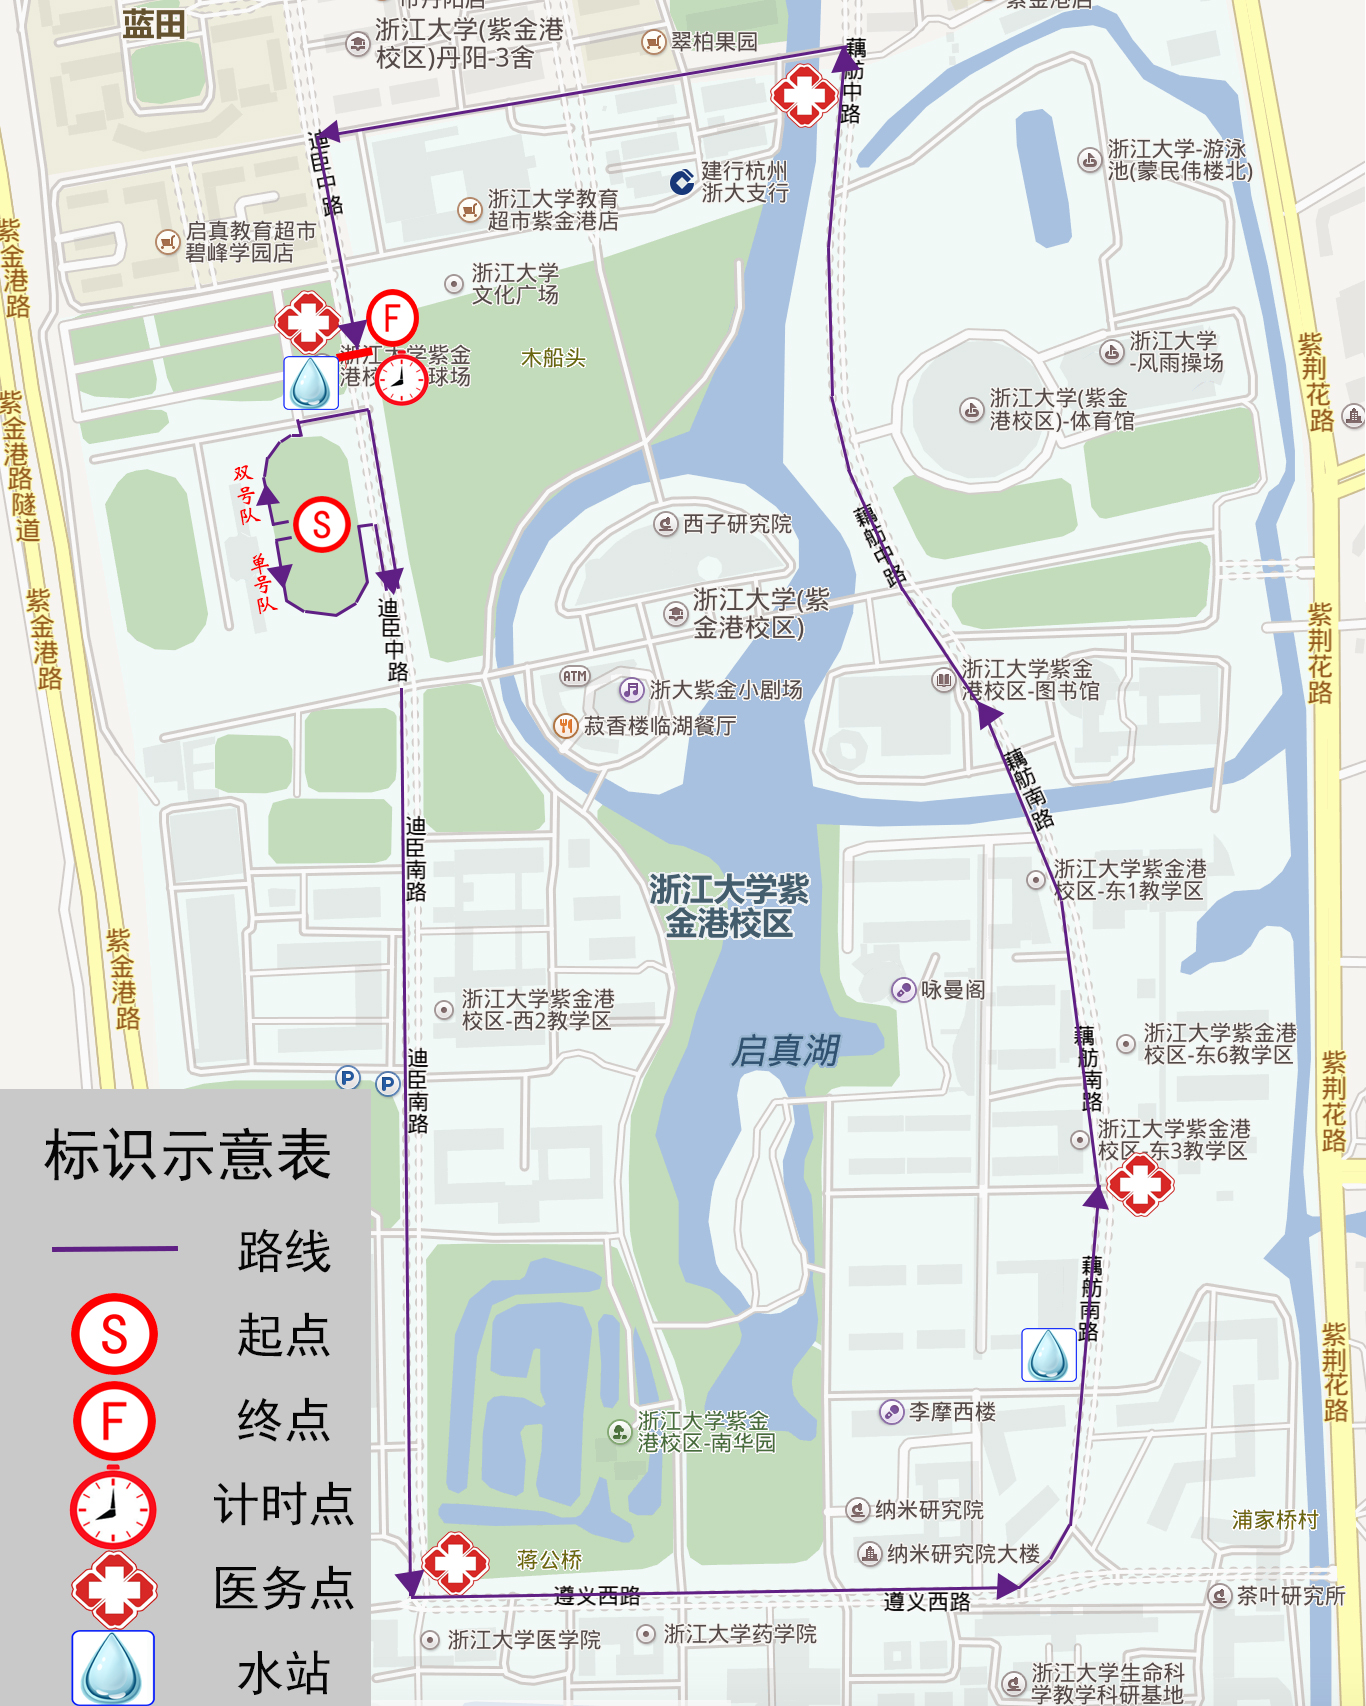 蓝田
浙江大学(紫金港
校区)丹阳-3舍
翠柏果园
藕舫中路
迪臣中路
建行杭州
浙大支行
浙江大学-游泳
池(蒙民伟楼北)
浙江大学教育
超市紫金港店
启真教育超市
碧峰学园店
紫金港路
浙江大学
文化广场
F
木船头
浙江大学
-风雨操场
紫荆花路
浙江大学(紫金
港校区)-体育馆
紫金港路隧道
双号队
S
单号队
西子研究院
藕舫中路
浙江大学(紫
金港校区)
迪臣中路
紫金港路
紫荆花路
ATM
浙大紫金小剧场
菽香楼临湖餐厅
浙江大学紫金
港校区-图书馆
藕舫南路
迪臣南路
浙江大学紫
金港校区
浙江大学紫金港
校区-东1教学区
紫金港路
咏曼阁
浙江大学紫金港
校区-西2教学区
启真湖
藕舫南路
浙江大学紫金港
校区-东6教学区
紫荆花路
P
P
迪臣南路
浙江大学紫金港
校区-东3教学区
藕舫南路
紫荆花路
李摩西楼
浙江大学紫金
港校区-南华园
纳米研究院
纳米研究院大楼
浦家桥村
蒋公桥
遵义西路
遵义西路
茶叶研究所
浙江大学医学院
浙江大学药学院
浙江大学生命科
学教学科研基地
标识示意表
路线
S 起点
F 终点
计时点
医务点
水站